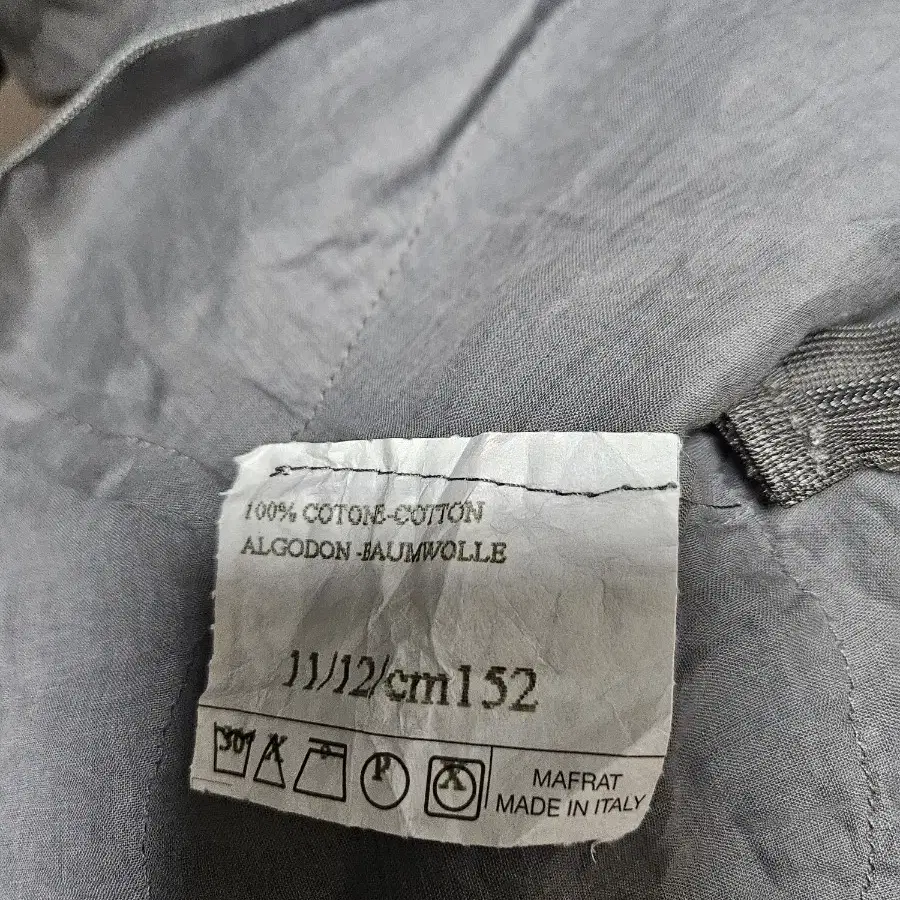 100% COTONE-COTTON
ALGODON-BAUMWOLLE
11/12/cm152
30° X P X
MAFRAT
MADE IN ITALY